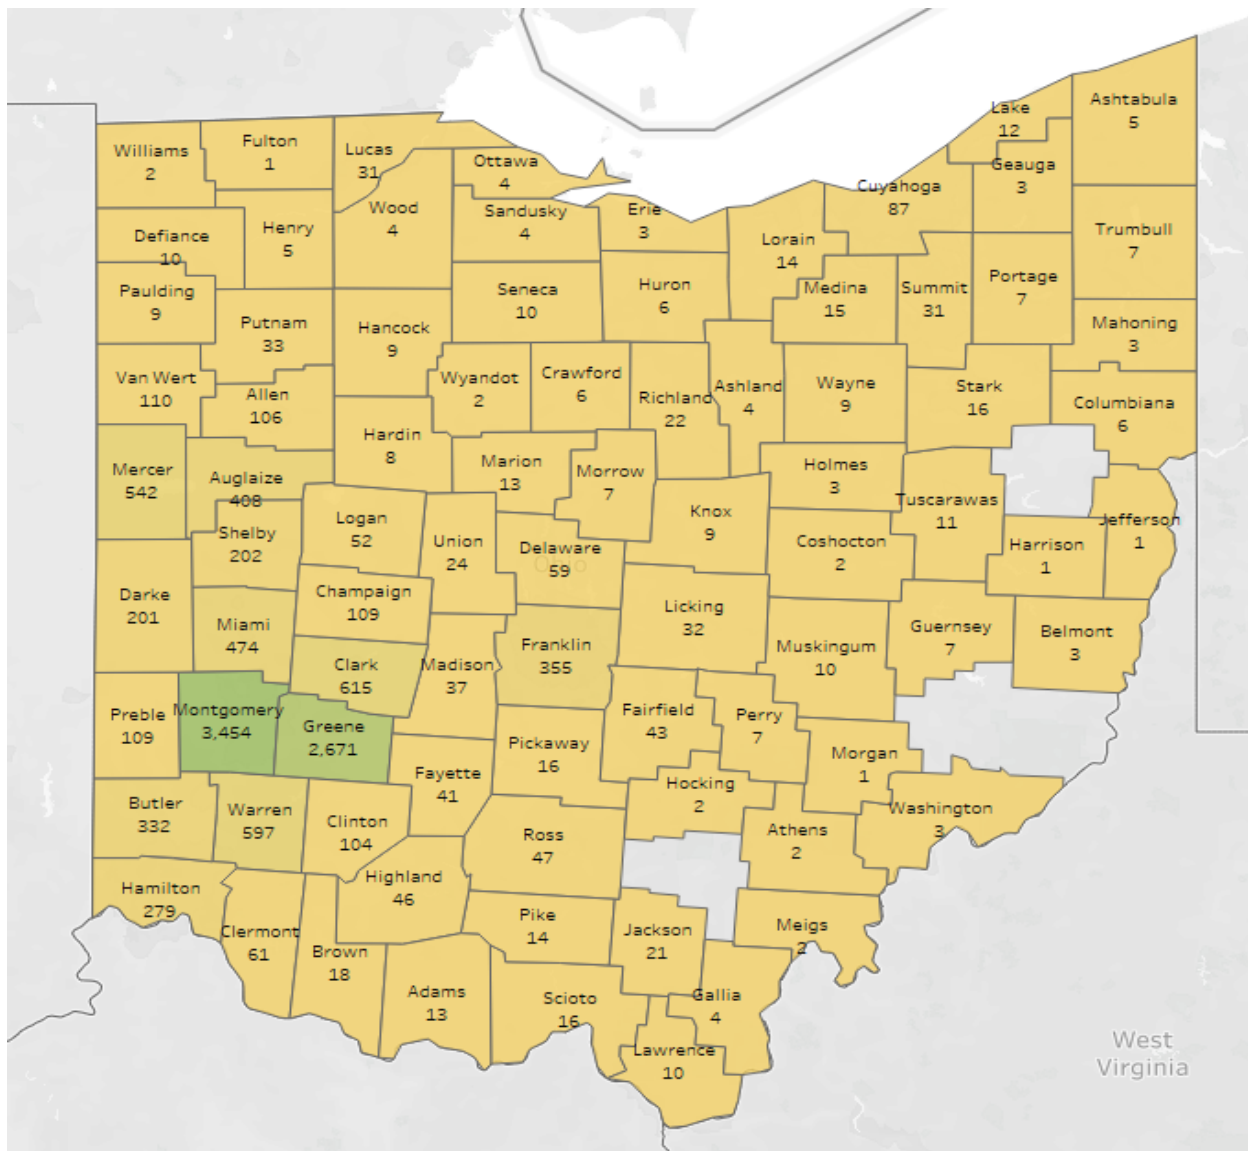 Lake
12
Ashtabula
5
Williams
2
Fulton
1
Lucas
31
Ottawa
4
Geauga
3
Cuyahoga
87
Wood
4
Sandusky
4
Erie
3
Defiance
10
Henry
5
Lorain
14
Trumbull
7
Paulding
9
Seneca
10
Huron
6
Medina
15
Summit
31
Portage
7
Putnam
33
Hancock
9
Mahoning
3
Van Wert
110
Allen
106
Wyandot
2
Crawford
6
Richland
22
Ashland
4
Wayne
9
Stark
16
Columbiana
6
Hardin
8
Mercer
542
Auglaize
408
Marion
13
Morrow
7
Holmes
3
Tuscarawas
11
Jefferson
1
Shelby
202
Logan
52
Union
24
Delaware
59
Ohio
Knox
9
Coshocton
2
Harrison
1
Darke
201
Champaign
109
Miami
474
Licking
32
Guernsey
7
Belmont
3
Clark
615
Madison
37
Franklin
355
Muskingum
10
Preble
109
Montgomery
3,454
Greene
2,671
Fairfield
43
Perry
7
Pickaway
16
Morgan
1
Fayette
41
Hocking
2
Butler
332
Warren
597
Clinton
104
Ross
47
Athens
2
Washington
3
Hamilton
279
Highland
46
Clermont
61
Pike
14
Jackson
21
Meigs
2
Brown
18
Adams
13
Scioto
16
Gallia
4
Lawrence
10
West
Virginia